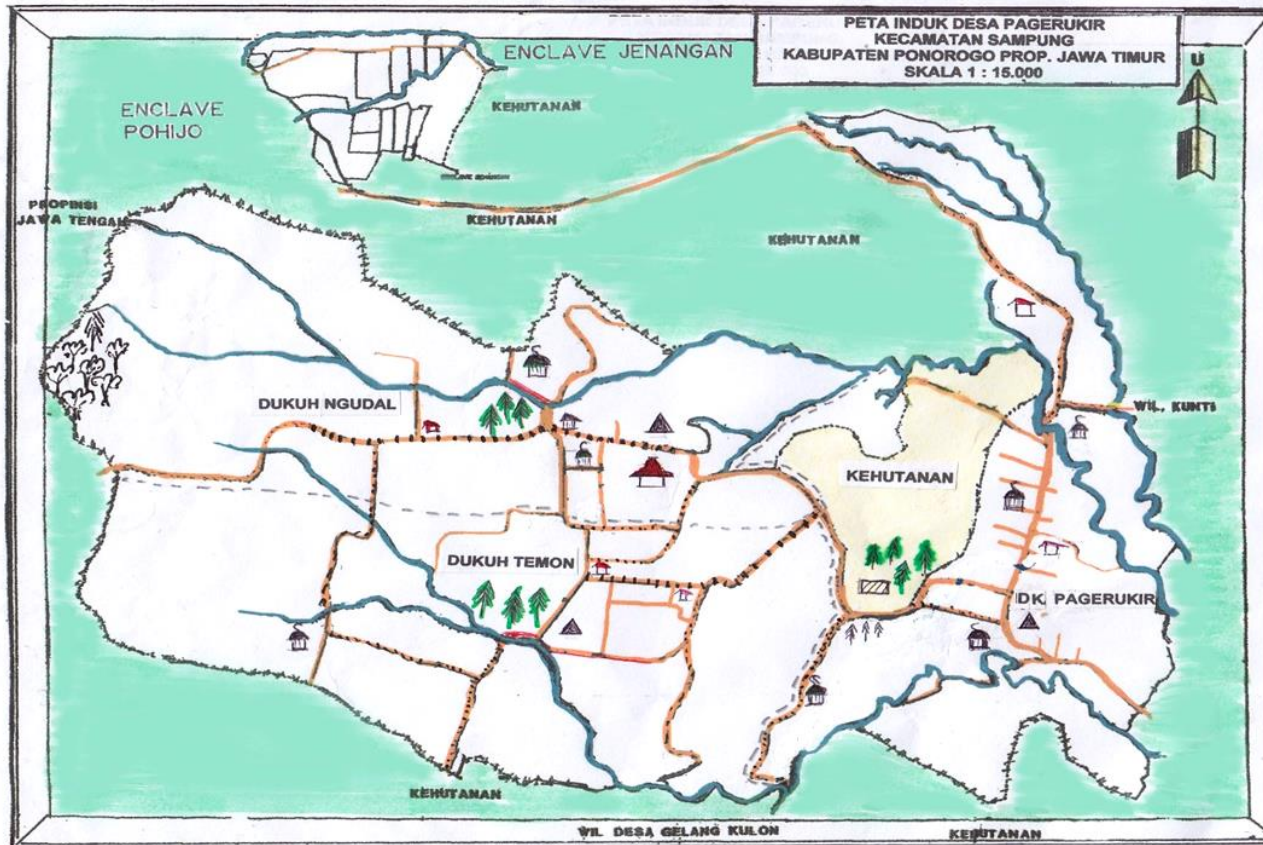 PETA INDUK DESA PAGERUKIR
KECAMATAN SAMPUNG
KABUPATEN PONOROGO PROP. JAWA TIMUR
SKALA 1 : 15.000
U
ENCLAVE JENANGAN
KEHUTANAN
ENCLAVE
POHIJO
ENCLAVE JENANGAN
KEHUTANAN
PROPINSI
JAWA TENGAH
KEHUTANAN
DUKUH NGUDAL
WIL. KUNTI
KEHUTANAN
DUKUH TEMON
DK. PAGERUKIR
KEHUTANAN
WIL DESA GELANG KULON
KEHUTANAN